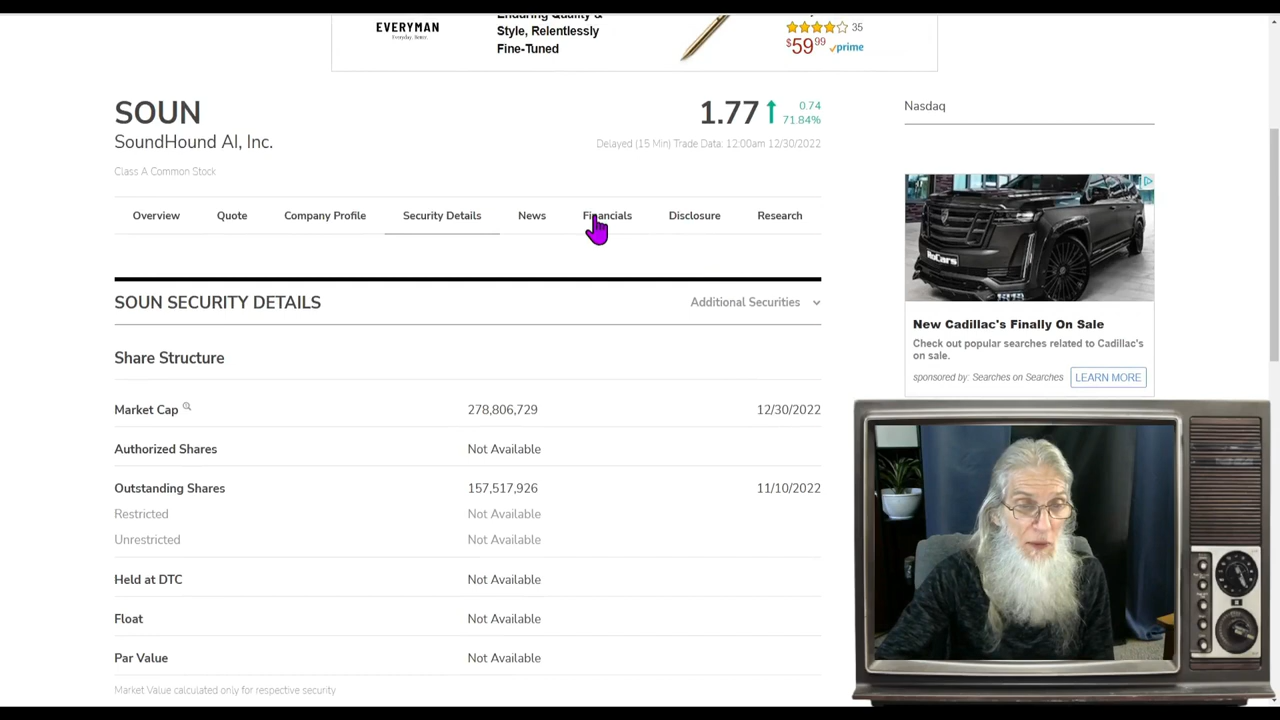 EVERYMAN
Everyday, Better.
Enduring Quality &
Style, Relentlessly
Fine-Tuned
35
$59.99 prime
SOUN
SoundHound AI, Inc.
Class A Common Stock
1.77 0.74
71.84%
Delayed (15 Min) Trade Data: 12:00am 12/30/2022
Nasdaq
Overview Quote Company Profile Security Details News Financials Disclosure Research
SOUN SECURITY DETAILS Additional Securities
Share Structure
Market Cap 278,806,729 12/30/2022
Authorized Shares Not Available
Outstanding Shares 157,517,926 11/10/2022
Restricted Not Available
Unrestricted Not Available
Held at DTC Not Available
Float Not Available
Par Value Not Available
Market Value calculated only for respective security
RoCars
New Cadillac's Finally On Sale
Check out popular searches related to Cadillac's
on sale.
sponsored by: Searches on Searches LEARN MORE